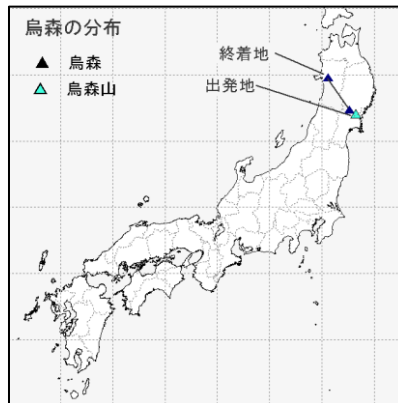 烏森の分布
▲ 烏森
▲ 烏森山
終着地
出発地